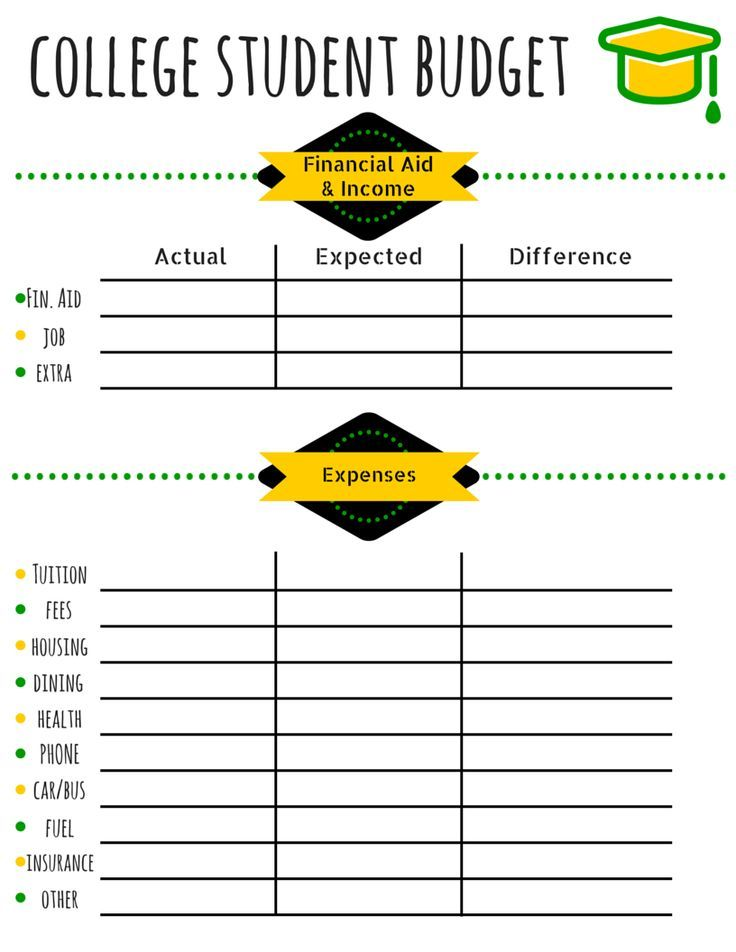 COLLEGE STUDENT BUDGET
Financial Aid
& Income
Actual Expected Difference
FIN. AID
JOB
EXTRA
Expenses
TUITION
FEES
HOUSING
DINING
HEALTH
PHONE
CAR/BUS
FUEL
INSURANCE
OTHER